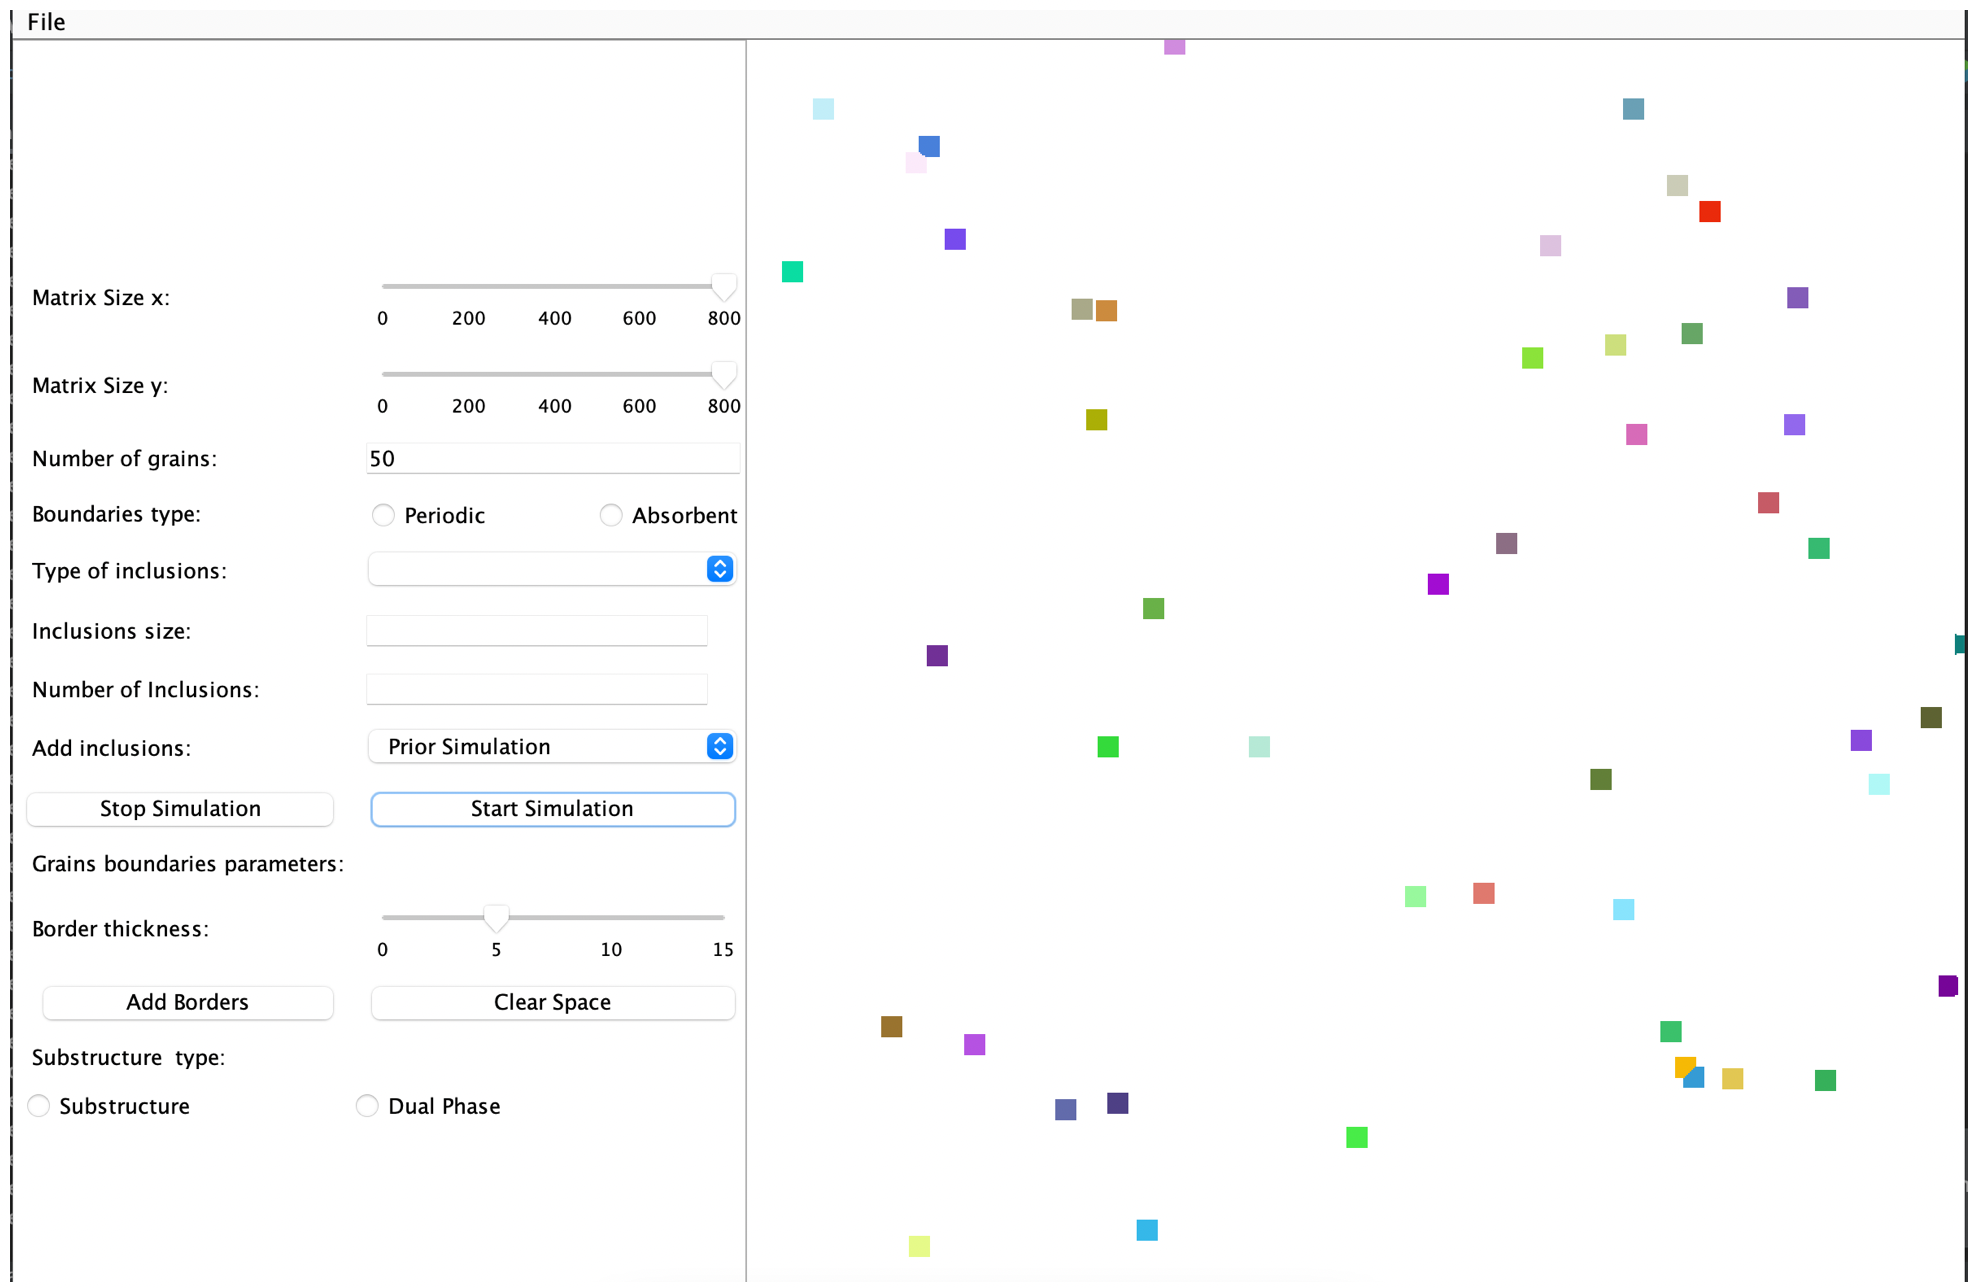 File
Matrix Size x:
0 200 400 600 800
Matrix Size y:
0 200 400 600 800
Number of grains: 50
Boundaries type: Periodic Absorbent
Type of inclusions:
Inclusions size:
Number of Inclusions:
Add inclusions: Prior Simulation
Stop Simulation Start Simulation
Grains boundaries parameters:
Border thickness:
0 5 10 15
Add Borders Clear Space
Substructure type:
Substructure Dual Phase